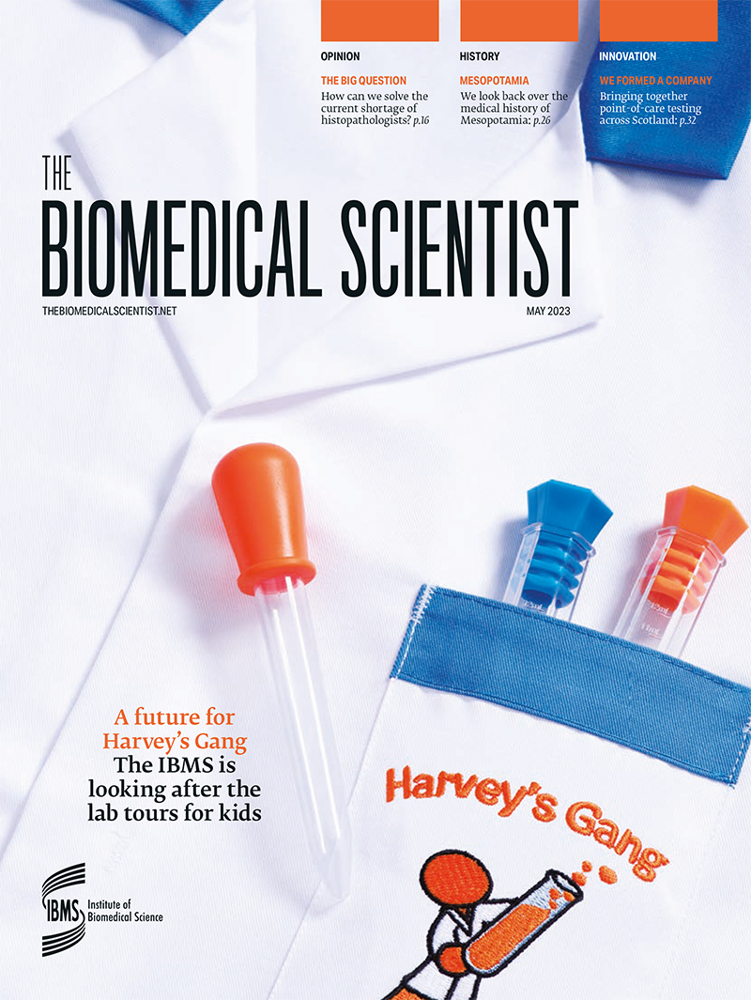 OPINION
THE BIG QUESTION
How can we solve the
current shortage of
histopathologists? p.16
HISTORY
MESOPOTAMIA
We look back over the
medical history of
Mesopotamia: p.26
INNOVATION
WE FORMED A COMPANY
Bringing together
point-of-care testing
across Scotland: p.32
THE
BIOMEDICAL SCIENTIST
THEBIOMEDICALSCIENTIST.NET
MAY 2023
12mL
11mL
Harvey's Gang
A future for
Harvey's Gang
The IBMS is
looking after the
lab tours for kids
IBMS
Institute of
Biomedical Science